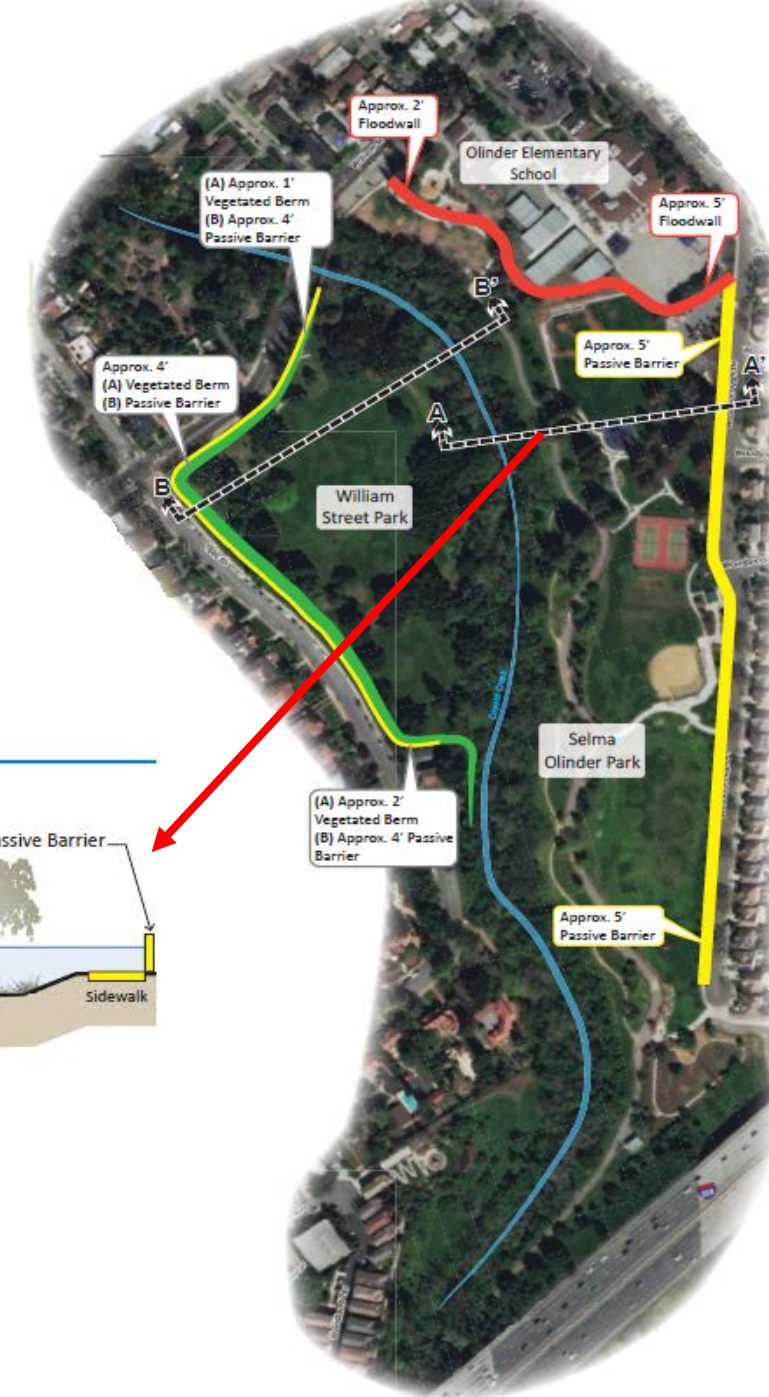 Approx. 2'
Floodwall
Olinder Elementary
School
(A) Approx. 1'
Vegetated Berm
(B) Approx. 4'
Passive Barrier
Approx. 5'
Floodwall
B'
Approx. 5'
Passive Barrier
A'
Approx. 4'
(A) Vegetated Berm
(B) Passive Barrier
A
B
William
Street Park
Coyote Creek
Selma
Olinder Park
(A) Approx. 2'
Vegetated Berm
(B) Approx. 4' Passive
Barrier
assive Barrier
Sidewalk
Approx. 5'
Passive Barrier